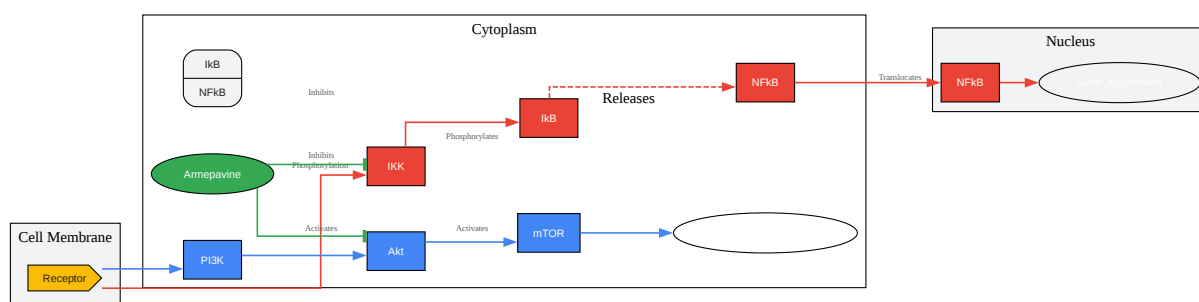 Cytoplasm
Nucleus
IkB
NFkB
Inhibits
NFkB
Translocates
NFkB
Gene_Expression
Releases
IkB
Phosphorylates
Inhibits
Phosphorylation
IKK
Armepavine
Activates
Activates
mTOR
Akt
PI3K
Cell Membrane
Receptor